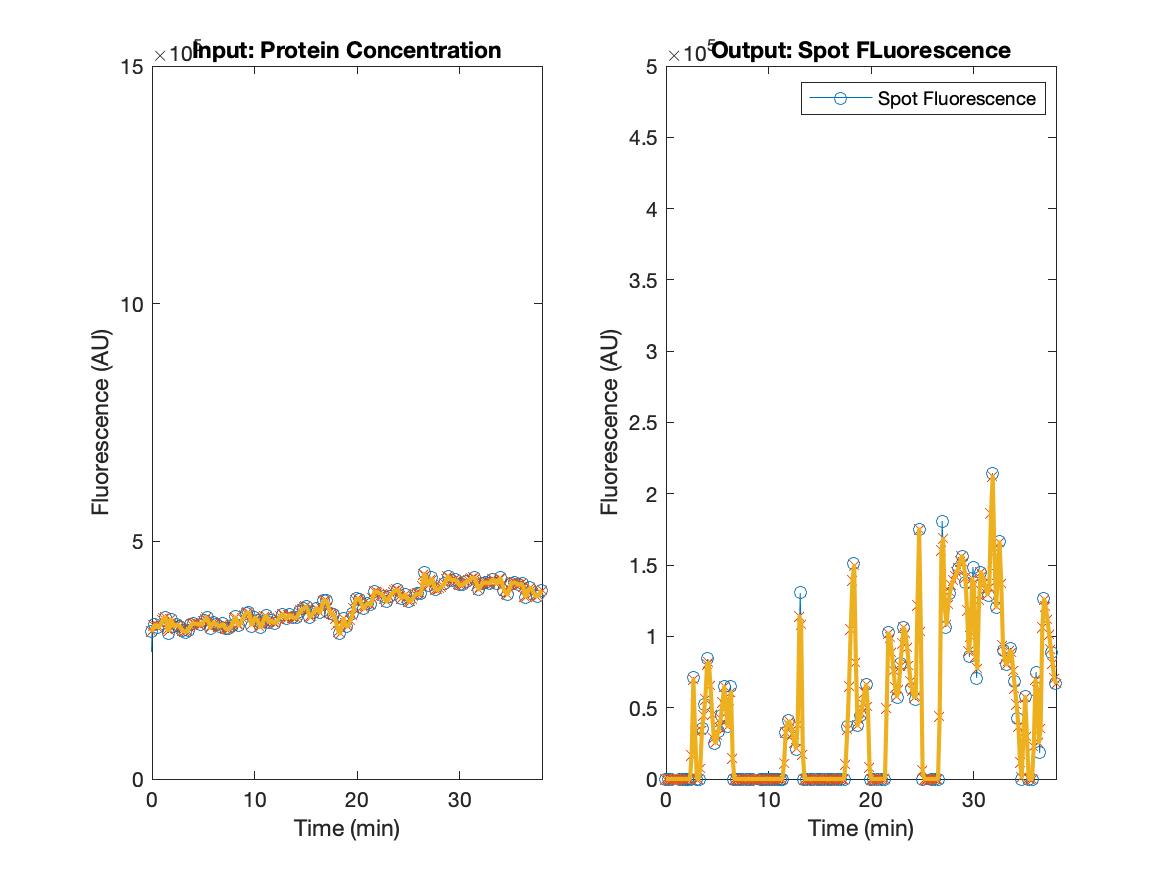 ×10⁵
Input: Protein Concentration
15
10
5
0
0 10 20 30
Fluorescence (AU)
Time (min)
×10⁵
Output: Spot FLuorescence
Spot Fluorescence
5
4.5
4
3.5
3
2.5
2
1.5
1
0.5
0
0 10 20 30
Fluorescence (AU)
Time (min)